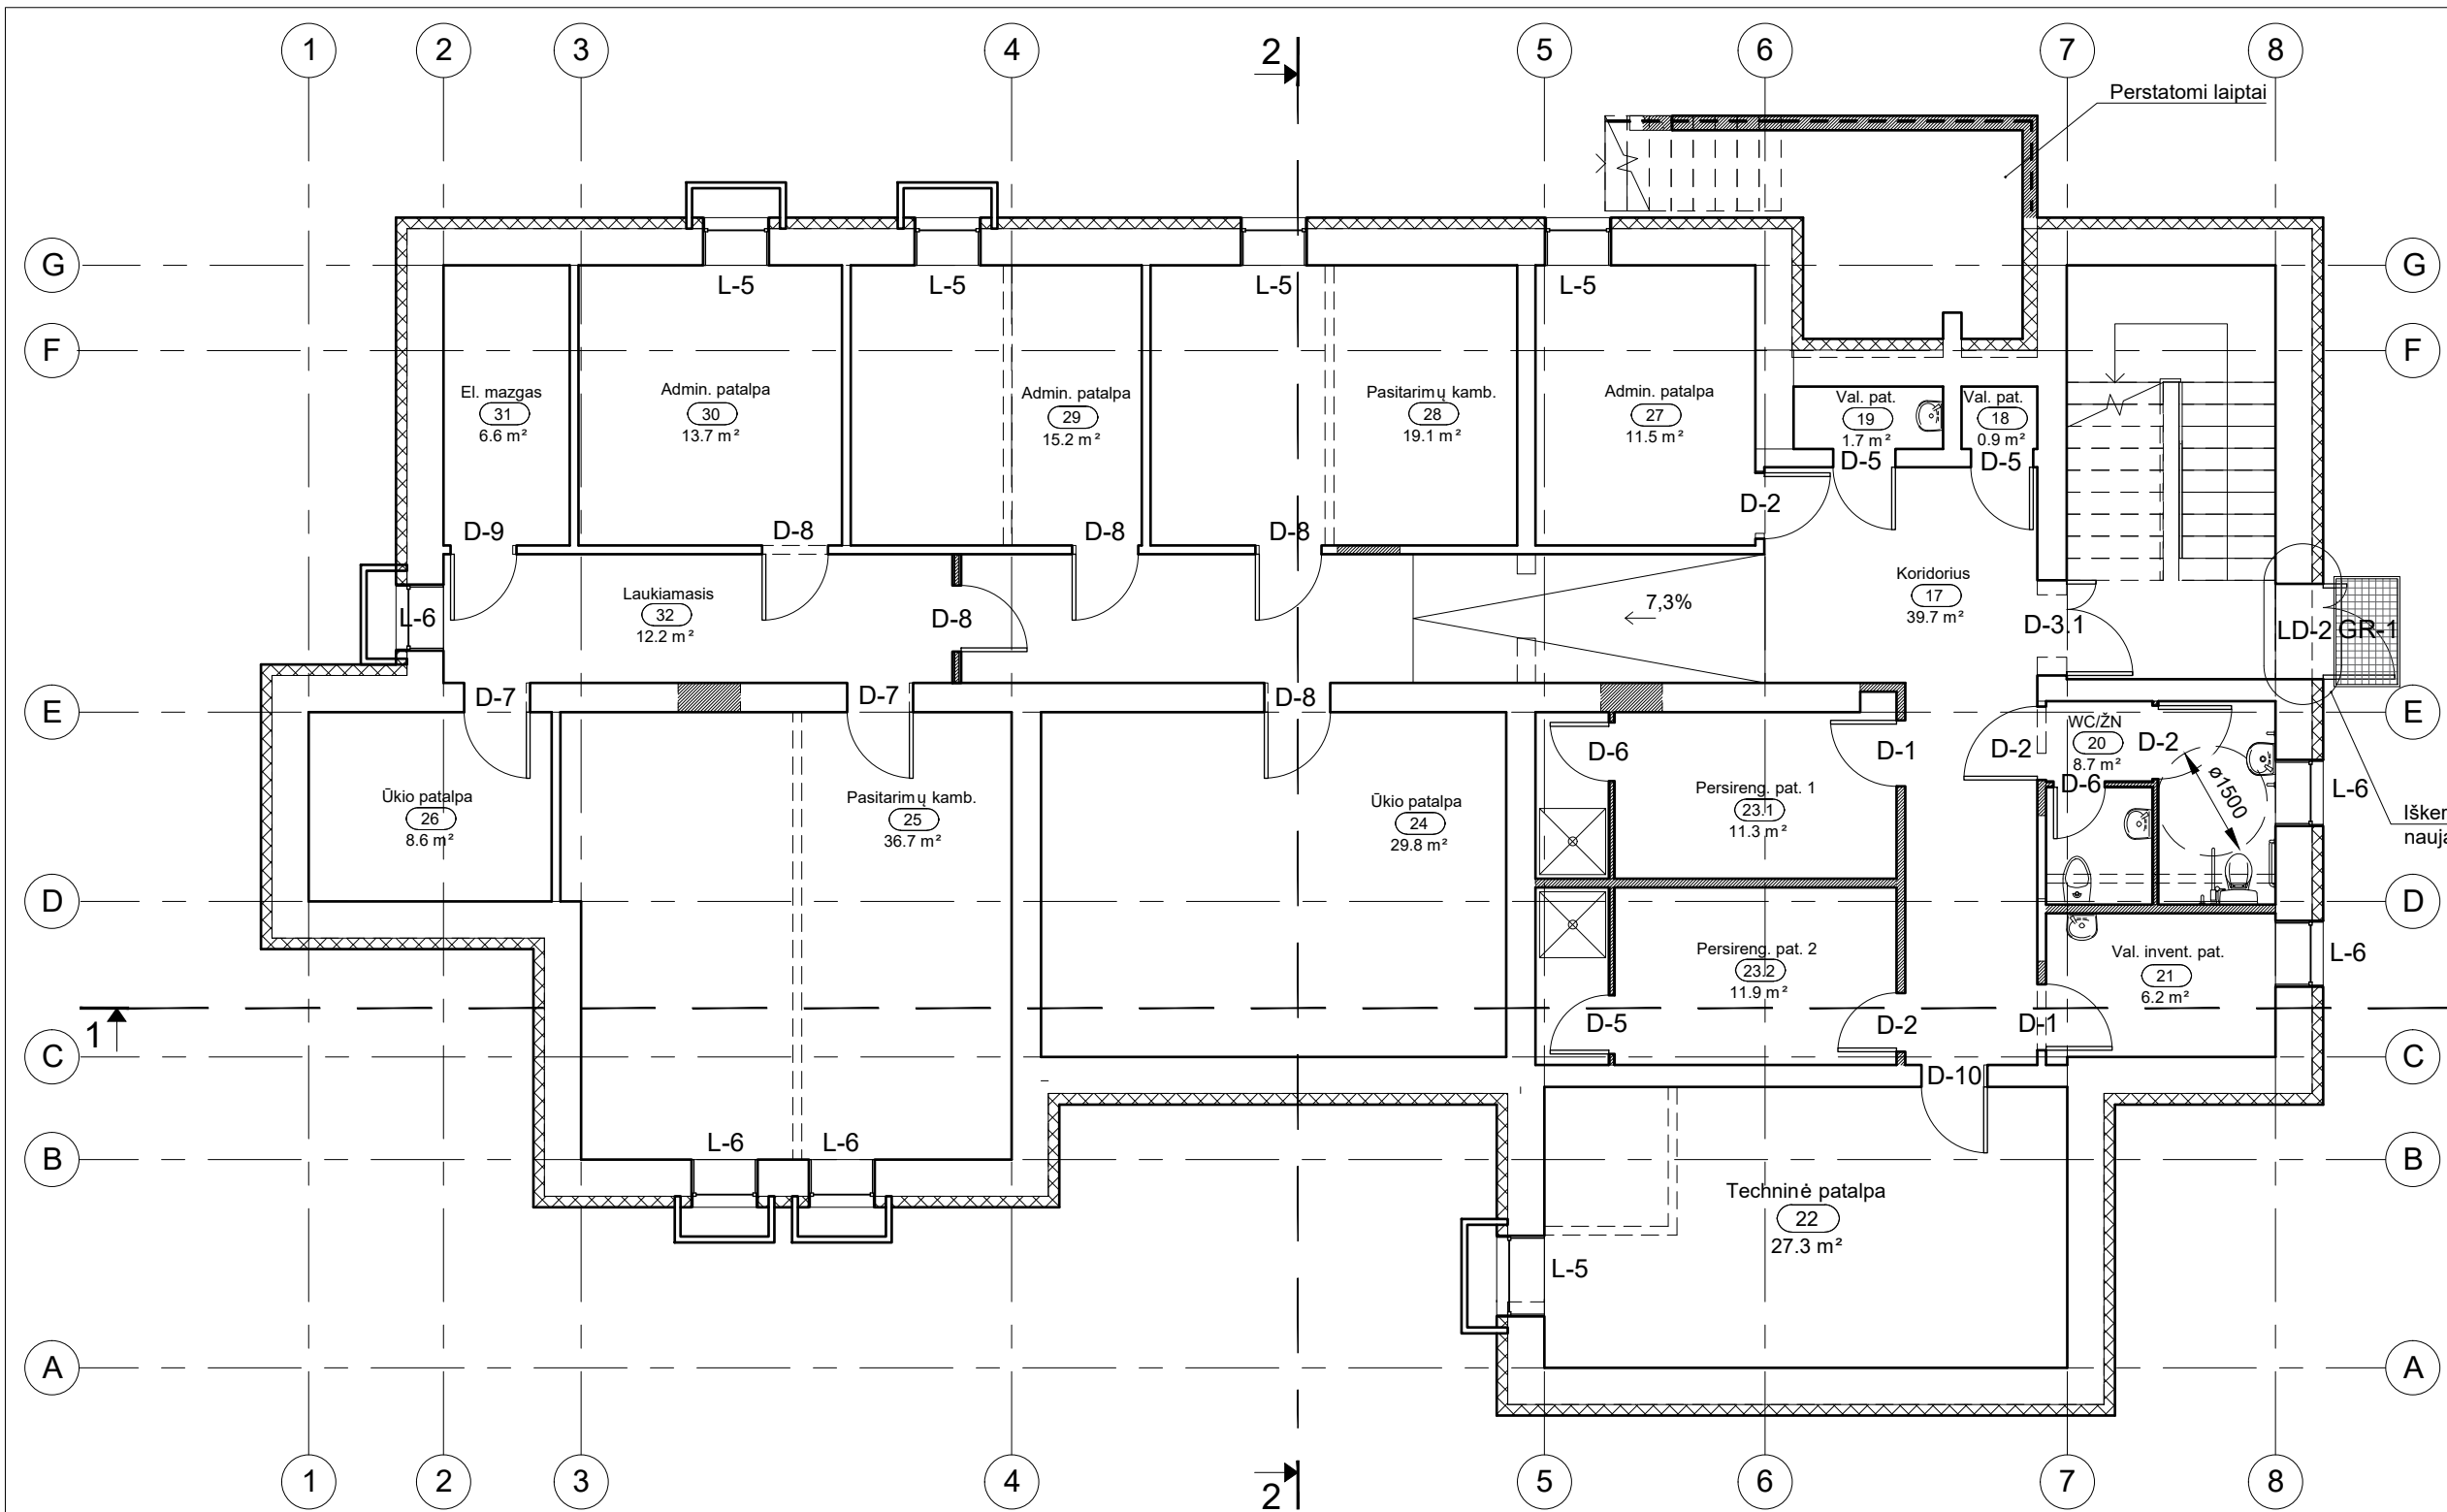 1
2
3
4
2
5
6
7
8
Perstatomi laiptai
G
G
L-5
L-5
L-5
L-5
F
F
El. mazgas
31
6.6 m²
Admin. patalpa
30
13.7 m²
Admin. patalpa
29
15.2 m²
Pasitarimų kamb.
28
19.1 m²
Admin. patalpa
27
11.5 m²
Val. pat.
19
1.7 m²
Val. pat.
18
0.9 m²
D-5
D-5
D-2
D-9
D-8
D-8
D-8
Laukiamasis
32
12.2 m²
L-6
D-8
7,3%
Koridorius
17
39.7 m²
D-3.1
LD-2
GR-1
E
D-7
D-7
D-8
E
D-6
D-1
D-2
WC/ŽN
20
8.7 m²
D-2
D-6
ø1500
L-6
Ūkio patalpa
26
8.6 m²
Pasitarimų kamb.
25
36.7 m²
Ūkio patalpa
24
29.8 m²
Persireng. pat. 1
23.1
11.3 m²
Išker
nauja
D
D
Persireng. pat. 2
23.2
11.9 m²
Val. invent. pat.
21
6.2 m²
L-6
1
D-5
D-2
D-1
C
C
D-10
B
L-6
L-6
B
Techninė patalpa
22
27.3 m²
L-5
A
A
1
2
3
4
2
5
6
7
8